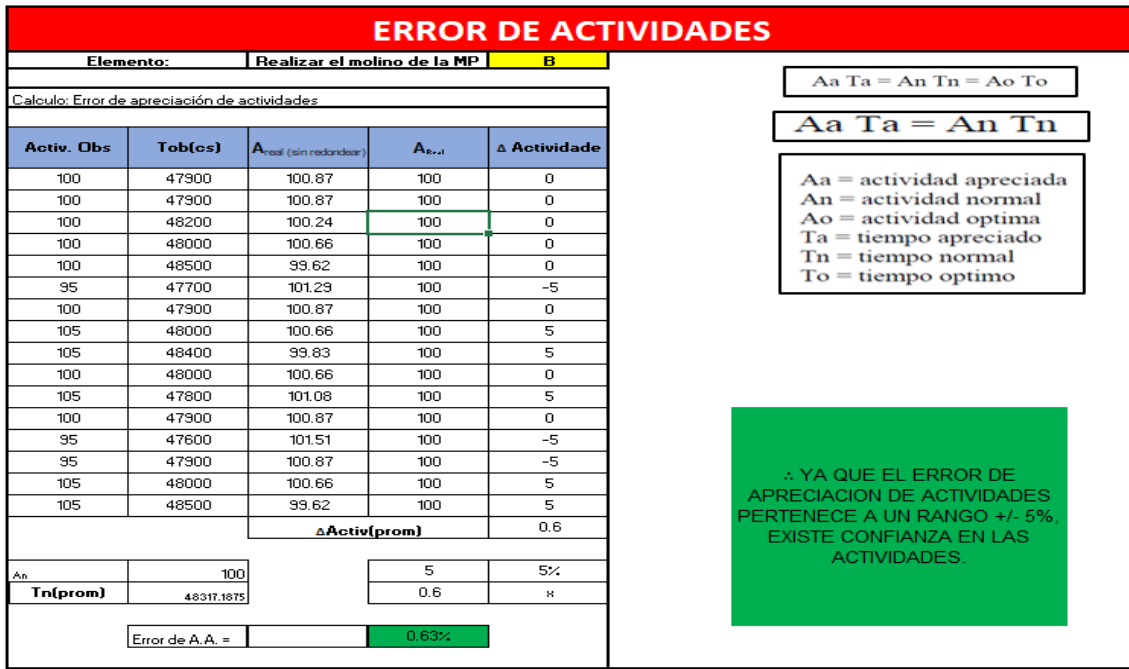 ERROR DE ACTIVIDADES
Elemento: Realizar el molino de la MP B
Calculo: Error de apreciación de actividades
Activ. Obs Tob(cs) Areal (sin redondear) AReal Δ Actividade
100 47900 100.87 100 0
100 47900 100.87 100 0
100 48200 100.24 100 0
100 48000 100.66 100 0
100 48500 99.62 100 0
95 47700 101.29 100 -5
100 47900 100.87 100 0
105 48000 100.66 100 5
105 48400 99.83 100 5
100 48000 100.66 100 0
105 47800 101.08 100 5
100 47900 100.87 100 0
95 47600 101.51 100 -5
95 47900 100.87 100 -5
105 48000 100.66 100 5
105 48500 99.62 100 5
ΔActiv(prom) 0.6
An 100 5 5%
Tn(prom) 48317.1875 0.6 x
Error de A.A. = 0.63%
Aa Ta = An Tn = Ao To
Aa Ta = An Tn
Aa = actividad apreciada
An = actividad normal
Ao = actividad optima
Ta = tiempo apreciado
Tn = tiempo normal
To = tiempo optimo
∴ YA QUE EL ERROR DE
APRECIACION DE ACTIVIDADES
PERTENECE A UN RANGO +/- 5%,
EXISTE CONFIANZA EN LAS
ACTIVIDADES.